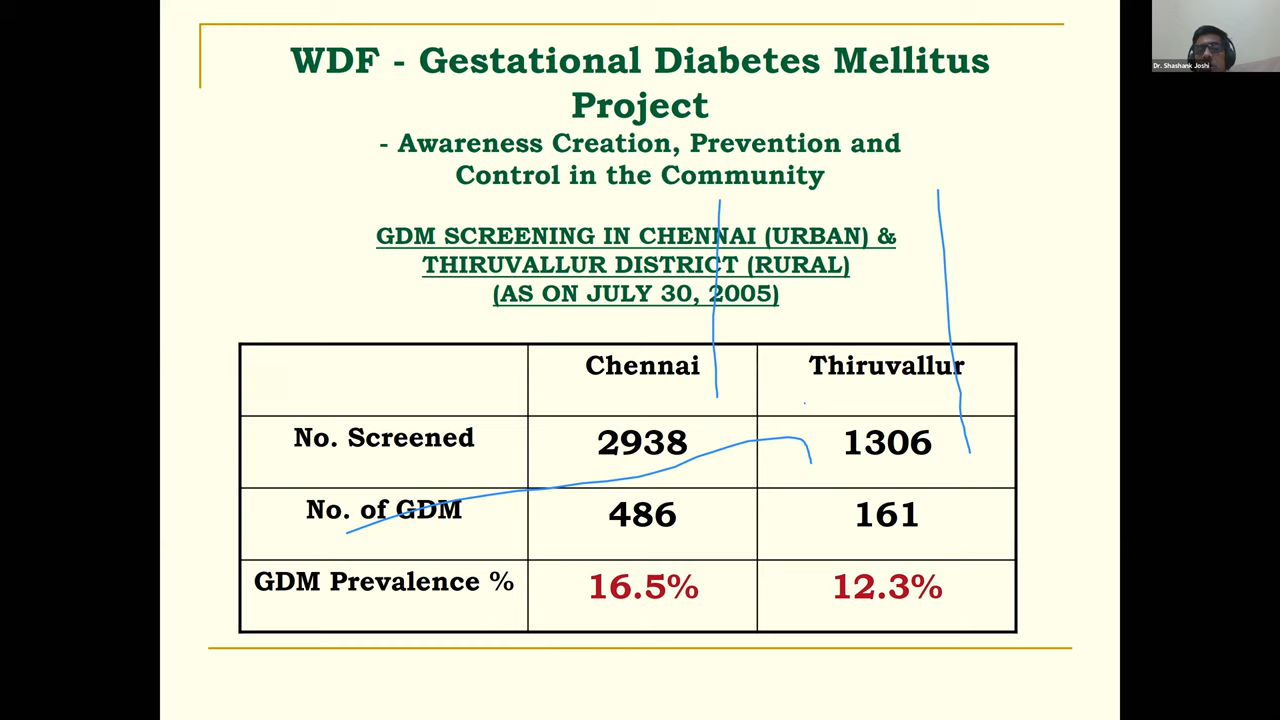 WDF - Gestational Diabetes Mellitus
Project
- Awareness Creation, Prevention and
Control in the Community
GDM SCREENING IN CHENNAI (URBAN) &
THIRUVALLUR DISTRICT (RURAL)
(AS ON JULY 30, 2005)
Chennai Thiruvallur
No. Screened 2938 1306
No. of GDM 486 161
GDM Prevalence % 16.5% 12.3%
Dr. Shashank Joshi